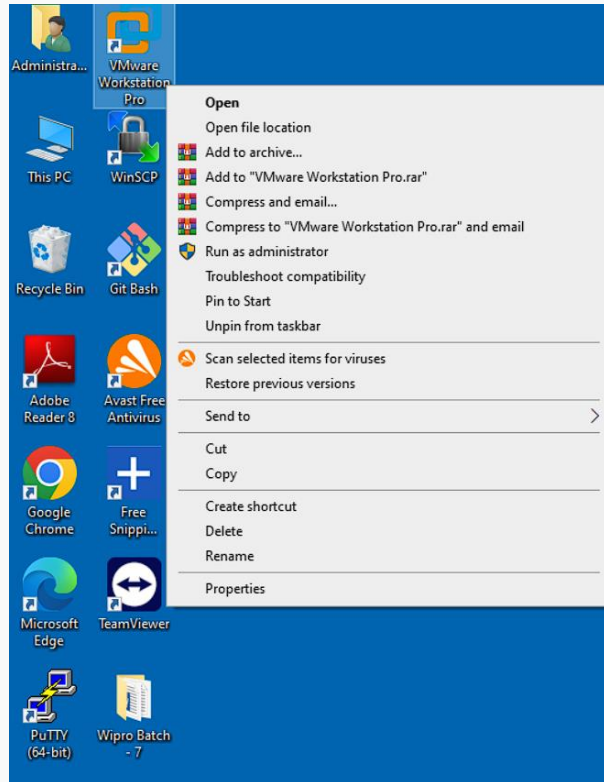 Administra...
VMware
Workstation
Pro
This PC
WinSCP
Recycle Bin
Git Bash
Adobe
Reader 8
Avast Free
Antivirus
Google
Chrome
Free
Snippi...
Microsoft
Edge
TeamViewer
PuTTY
(64-bit)
Wipro Batch
- 7
Open
Open file location
Add to archive...
Add to "VMware Workstation Pro.rar"
Compress and email...
Compress to "VMware Workstation Pro.rar" and email
Run as administrator
Troubleshoot compatibility
Pin to Start
Unpin from taskbar
Scan selected items for viruses
Restore previous versions
Send to
Cut
Copy
Create shortcut
Delete
Rename
Properties